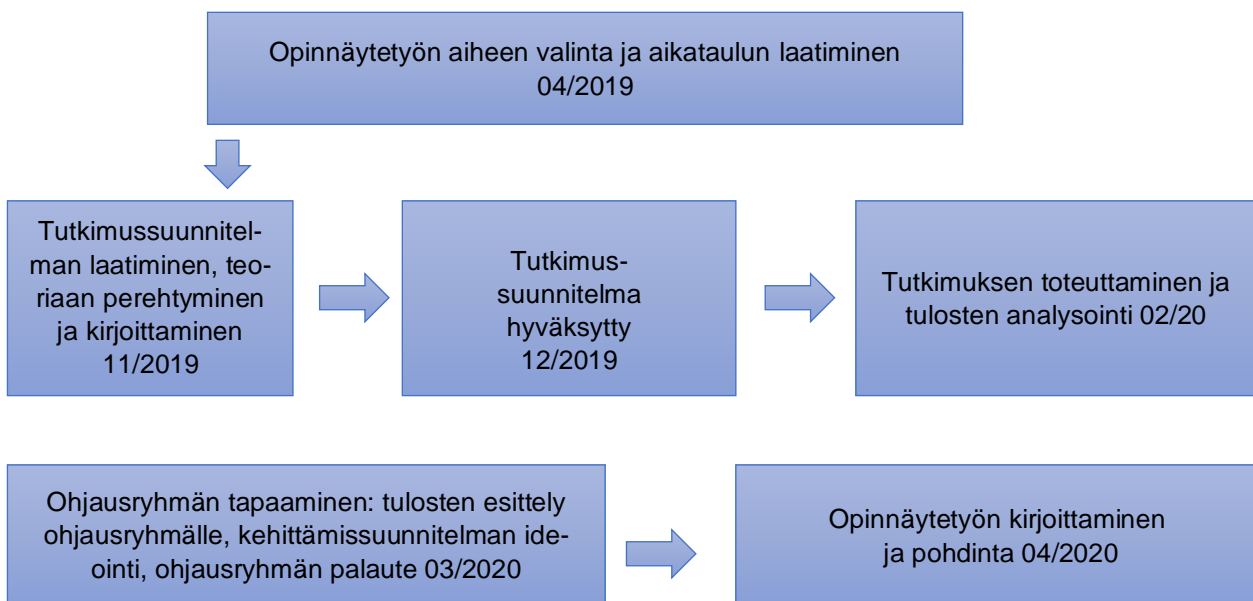 Opinnäytetyön aiheen valinta ja aikataulun laatiminen
04/2019
Tutkimussuunnitel-
man laatiminen, teo-
riaan perehtyminen
ja kirjoittaminen
11/2019
Tutkimus-
suunnitelma
hyväksytty
12/2019
Tutkimuksen toteuttaminen ja
tulosten analysointi 02/20
Ohjausryhmän tapaaminen: tulosten esittely
ohjausryhmälle, kehittämissuunnitelman ide-
ointi, ohjausryhmän palaute 03/2020
Opinnäytetyön kirjoittaminen
ja pohdinta 04/2020